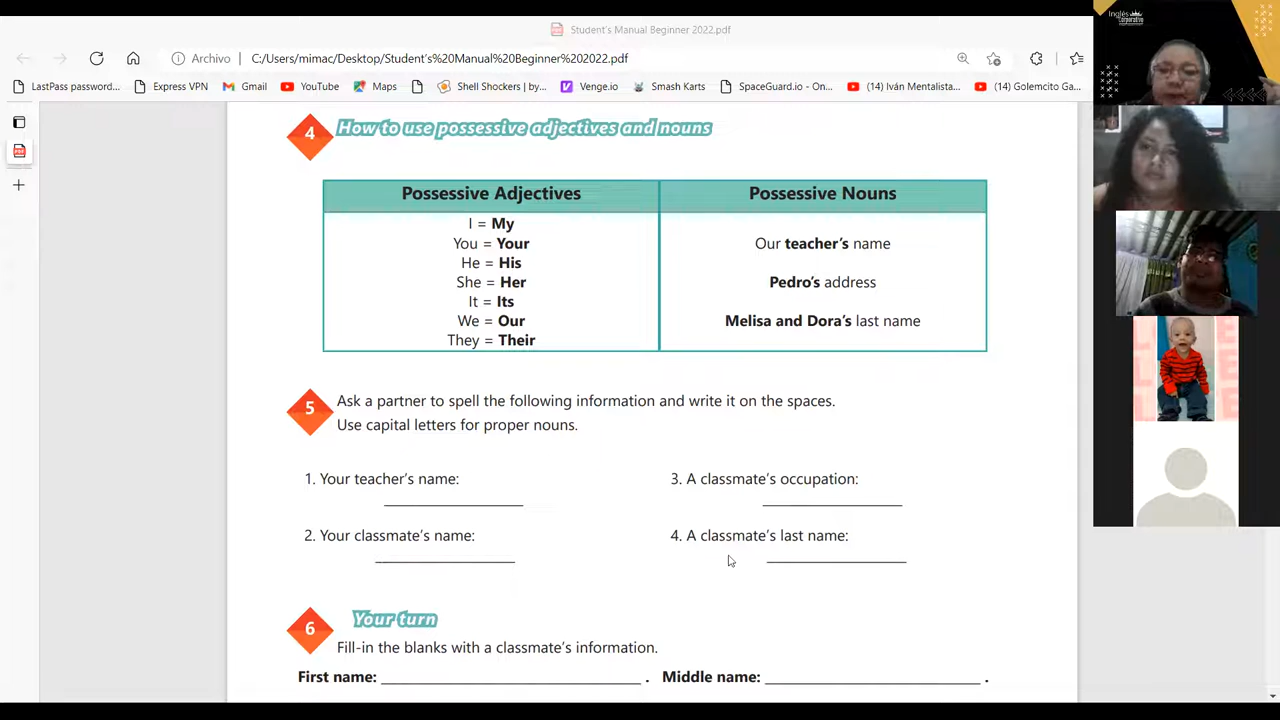 Student's Manual Beginner 2022.pdf
Archivo
C:/Users/mimac/Desktop/Student's%20Manual%20Beginner%202022.pdf
LastPass password...
Express VPN
Gmail
YouTube
Maps
Shell Shockers | by...
Venge.io
Smash Karts
SpaceGuard.io - On...
(14) Iván Mentalista...
(14) Golemcito Ga...
Inglés
Corporativo
4
How to use possessive adjectives and nouns
Possessive Adjectives
I = My
You = Your
He = His
She = Her
It = Its
We = Our
They = Their
Possessive Nouns
Our teacher's name
Pedro's address
Melisa and Dora's last name
5
Ask a partner to spell the following information and write it on the spaces.
Use capital letters for proper nouns.
1. Your teacher's name:
2. Your classmate's name:
3. A classmate's occupation:
4. A classmate's last name:
6
Your turn
Fill-in the blanks with a classmate's information.
First name: ______________________________ . Middle name: _________________________ .